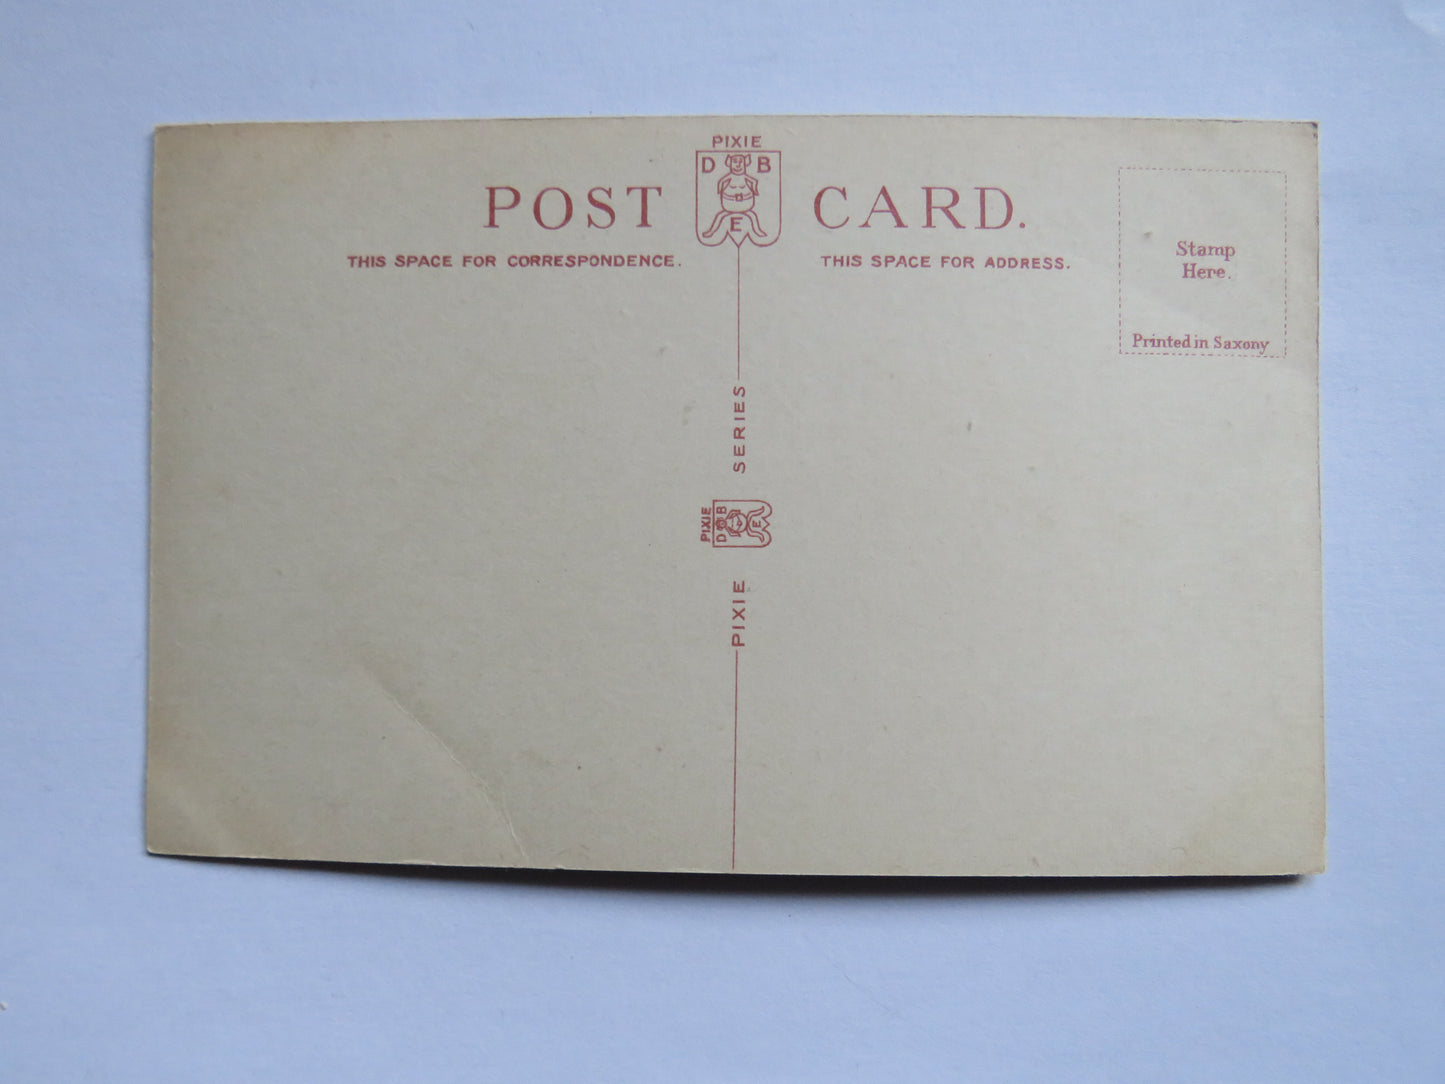 PIXIE
D B
E
POST CARD.
THIS SPACE FOR CORRESPONDENCE.
THIS SPACE FOR ADDRESS.
Stamp
Here.
Printed in Saxony
PIXIE
PIXIE
D B
E
SERIES